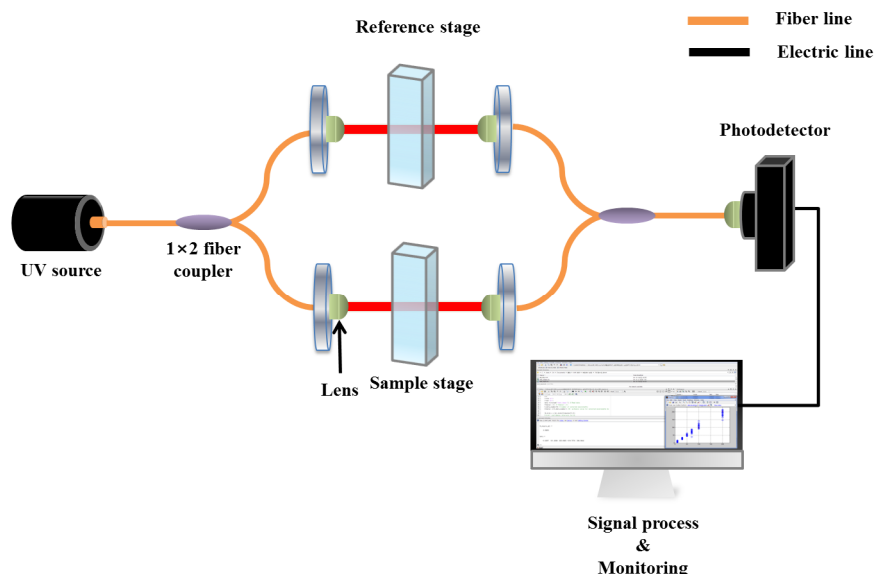 Fiber line
Electric line
Reference stage
Photodetector
UV source
1×2 fiber
coupler
Lens
Sample stage
Signal process
&
Monitoring